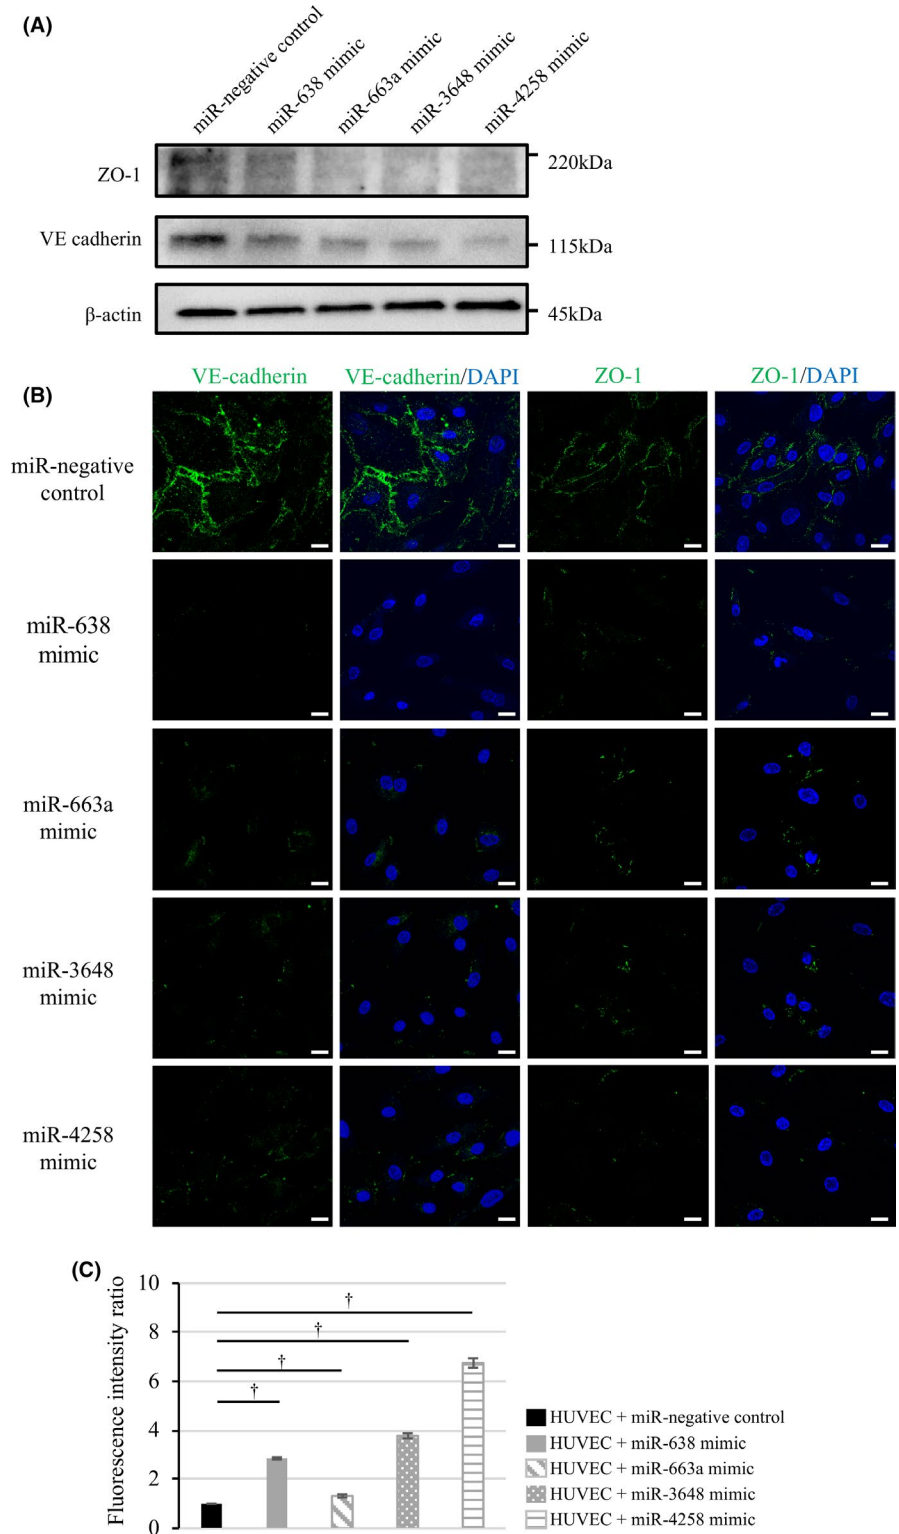 (A)
miR-negative control
miR-638 mimic
miR-663a mimic
miR-3648 mimic
miR-4258 mimic
ZO-1
220kDa
VE cadherin
115kDa
β-actin
45kDa
(B)
VE-cadherin
VE-cadherin/DAPI
ZO-1
ZO-1/DAPI
miR-negative
control
miR-638
mimic
miR-663a
mimic
miR-3648
mimic
miR-4258
mimic
(C)
Fluorescence intensity ratio
10
8
6
4
2
0
†
†
†
†
HUVEC + miR-negative control
HUVEC + miR-638 mimic
HUVEC + miR-663a mimic
HUVEC + miR-3648 mimic
HUVEC + miR-4258 mimic